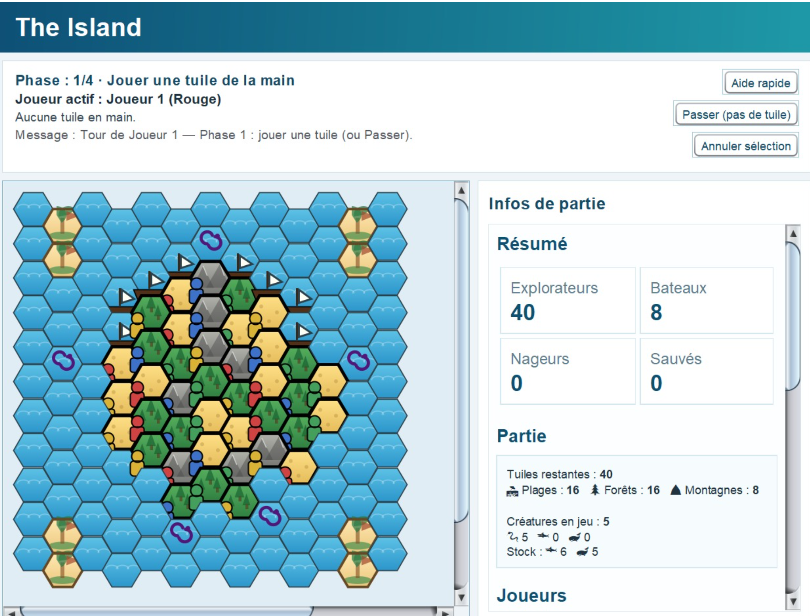 The Island
Phase : 1/4 · Jouer une tuile de la main
Joueur actif : Joueur 1 (Rouge)
Aucune tuile en main.
Message : Tour de Joueur 1 — Phase 1 : jouer une tuile (ou Passer).
Aide rapide
Passer (pas de tuile)
Annuler sélection
Infos de partie
Résumé
Explorateurs
40
Bateaux
8
Nageurs
0
Sauvés
0
Partie
Tuiles restantes : 40
Plages : 16 Forêts : 16 Montagnes : 8
Créatures en jeu : 5
5 0 0
Stock : 6 5
Joueurs